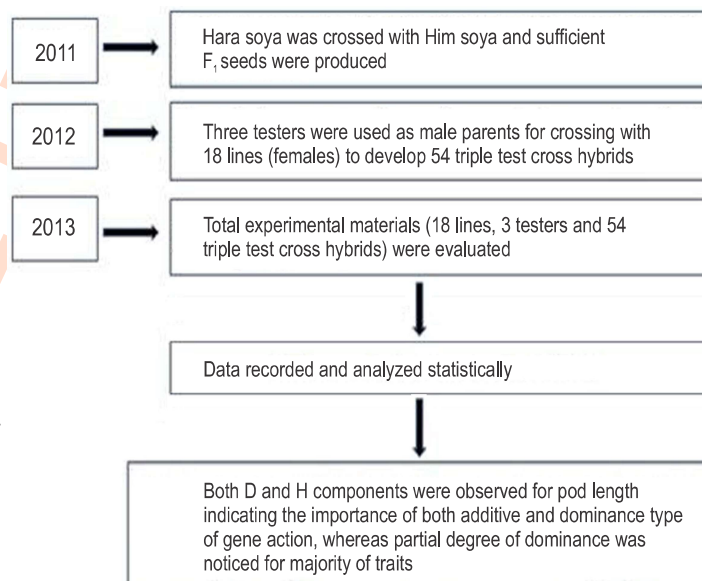 2011
Hara soya was crossed with Him soya and sufficient
F₁ seeds were produced
2012
Three testers were used as male parents for crossing with
18 lines (females) to develop 54 triple test cross hybrids
2013
Total experimental materials (18 lines, 3 testers and 54
triple test cross hybrids) were evaluated
Data recorded and analyzed statistically
Both D and H components were observed for pod length
indicating the importance of both additive and dominance type
of gene action, whereas partial degree of dominance was
noticed for majority of traits